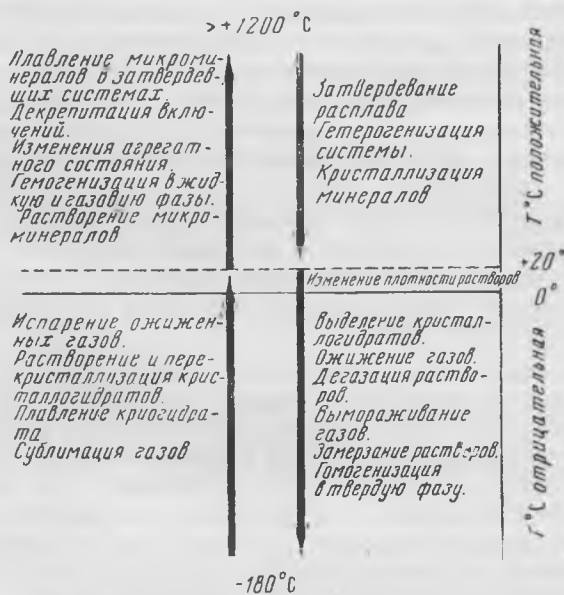 > +1200°С
Плавление микроми-
нералов в затвердев-
щих системах.
Декрепитация вклю-
чений.
Изменения агрегат-
ного состояния.
Гемогенизация в жид-
кую и газовую фазы.
Растворение микро-
минералов
Затвердевание
расплава
Гетерогенизация
системы.
Кристаллизация
минералов
Т°С положительная
+20°
Изменение плотности растворов
0°
Испарение ожижен-
ных газов.
Растворение и пере-
кристаллизация крис-
таллогидратов.
Плавление криогидра-
та
Сублимация газов
Выделение кристал-
логидратов.
Ожижение газов.
Дегазация раство-
ров.
Вымораживание
газов.
Замерзание растворов.
Гомогенизация
в твердую фазу.
Т°С отрицательная
-180°С